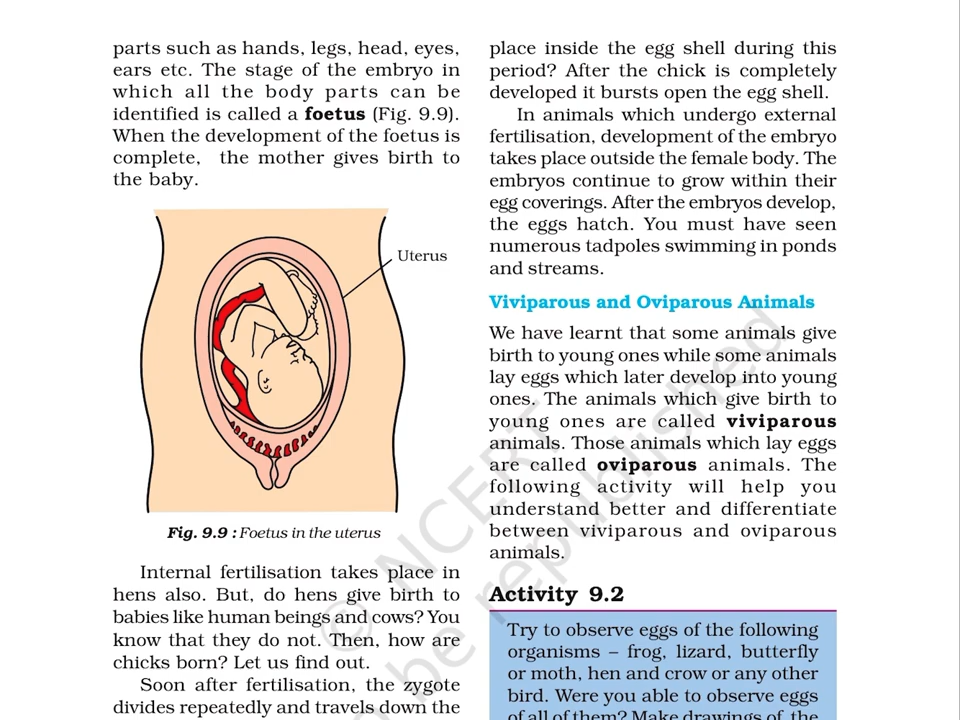 parts such as hands, legs, head, eyes,
ears etc. The stage of the embryo in
which all the body parts can be
identified is called a foetus (Fig. 9.9).
When the development of the foetus is
complete, the mother gives birth to
the baby.
Uterus
Fig. 9.9 : Foetus in the uterus
Internal fertilisation takes place in
hens also. But, do hens give birth to
babies like human beings and cows? You
know that they do not. Then, how are
chicks born? Let us find out.
Soon after fertilisation, the zygote
divides repeatedly and travels down the
place inside the egg shell during this
period? After the chick is completely
developed it bursts open the egg shell.
In animals which undergo external
fertilisation, development of the embryo
takes place outside the female body. The
embryos continue to grow within their
egg coverings. After the embryos develop,
the eggs hatch. You must have seen
numerous tadpoles swimming in ponds
and streams.
Viviparous and Oviparous Animals
We have learnt that some animals give
birth to young ones while some animals
lay eggs which later develop into young
ones. The animals which give birth to
young ones are called viviparous
animals. Those animals which lay eggs
are called oviparous animals. The
following activity will help you
understand better and differentiate
between viviparous and oviparous
animals.
Activity 9.2
Try to observe eggs of the following
organisms – frog, lizard, butterfly
or moth, hen and crow or any other
bird. Were you able to observe eggs
of all of them? Make drawings of the
© NCERT
be republished